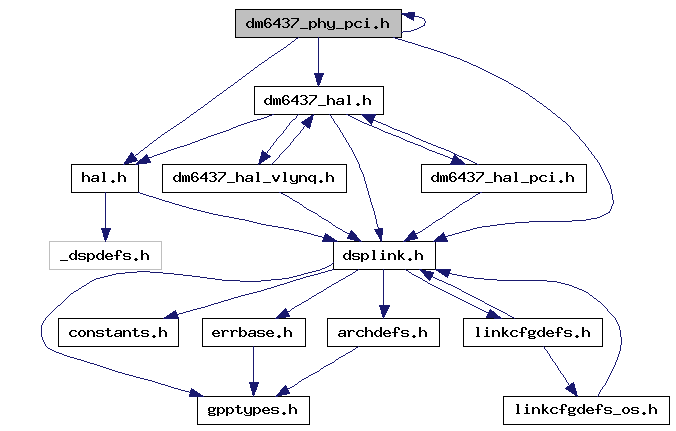 dm6437_phy_pci.h
dm6437_hal.h
hal.h
dm6437_hal_vlynq.h
dm6437_hal_pci.h
_dspdefs.h
dsplink.h
constants.h
errbase.h
archdefs.h
linkcfgdefs.h
gpptypes.h
linkcfgdefs_os.h